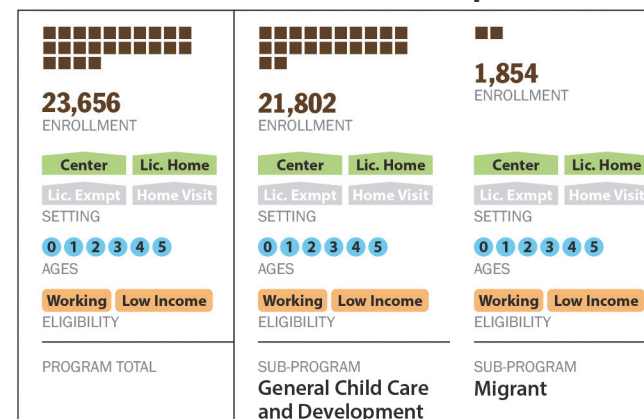 23,656
ENROLLMENT
Center Lic. Home
Lic. Exmpt Home Visit
SETTING
0 1 2 3 4 5
AGES
Working Low Income
ELIGIBILITY
PROGRAM TOTAL
21,802
ENROLLMENT
Center Lic. Home
Lic. Exmpt Home Visit
SETTING
0 1 2 3 4 5
AGES
Working Low Income
ELIGIBILITY
SUB-PROGRAM
General Child Care
and Development
1,854
ENROLLMENT
Center Lic. Home
Lic. Exmpt Home Visit
SETTING
0 1 2 3 4 5
AGES
Working Low Income
ELIGIBILITY
SUB-PROGRAM
Migrant